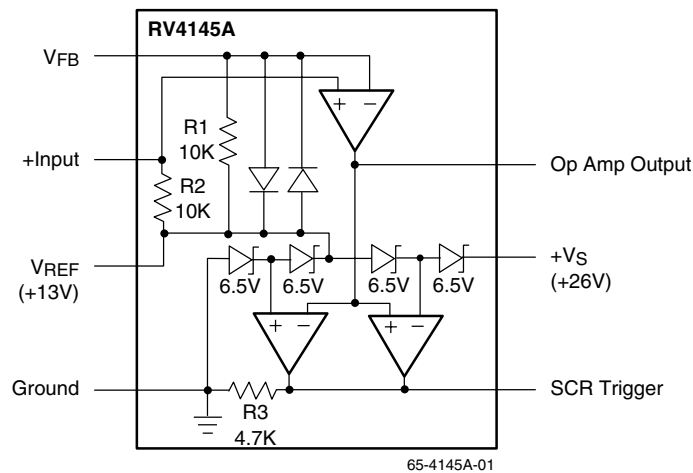 RV4145A
VFB
R1
10K
+Input
Op Amp Output
R2
10K
+ –
VREF
(+13V)
6.5V 6.5V 6.5V 6.5V
+VS
(+26V)
+ – + –
Ground
SCR Trigger
R3
4.7K
65-4145A-01